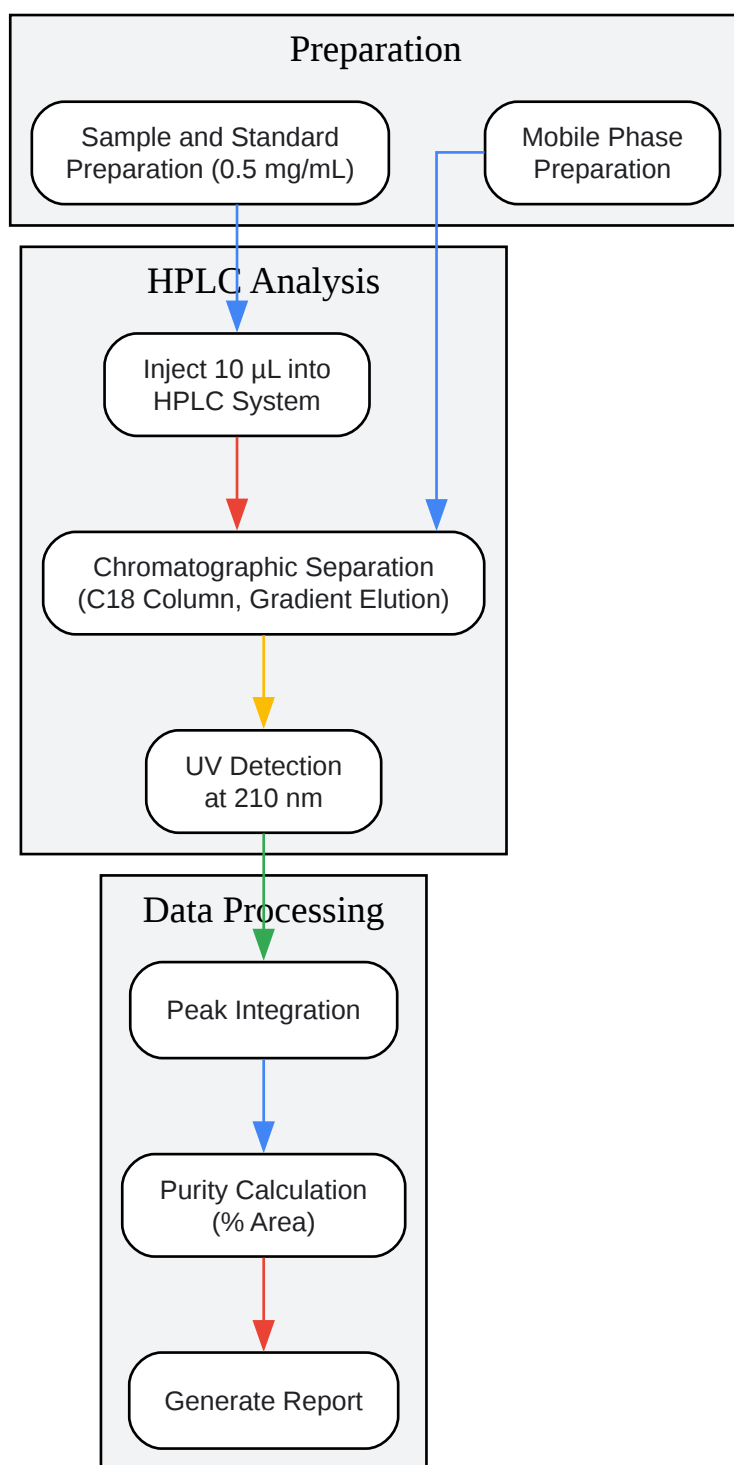 Preparation
Sample and Standard
Preparation (0.5 mg/mL)
Mobile Phase
Preparation
HPLC Analysis
Inject 10 µL into
HPLC System
Chromatographic Separation
(C18 Column, Gradient Elution)
UV Detection
at 210 nm
Data Processing
Peak Integration
Purity Calculation
(% Area)
Generate Report